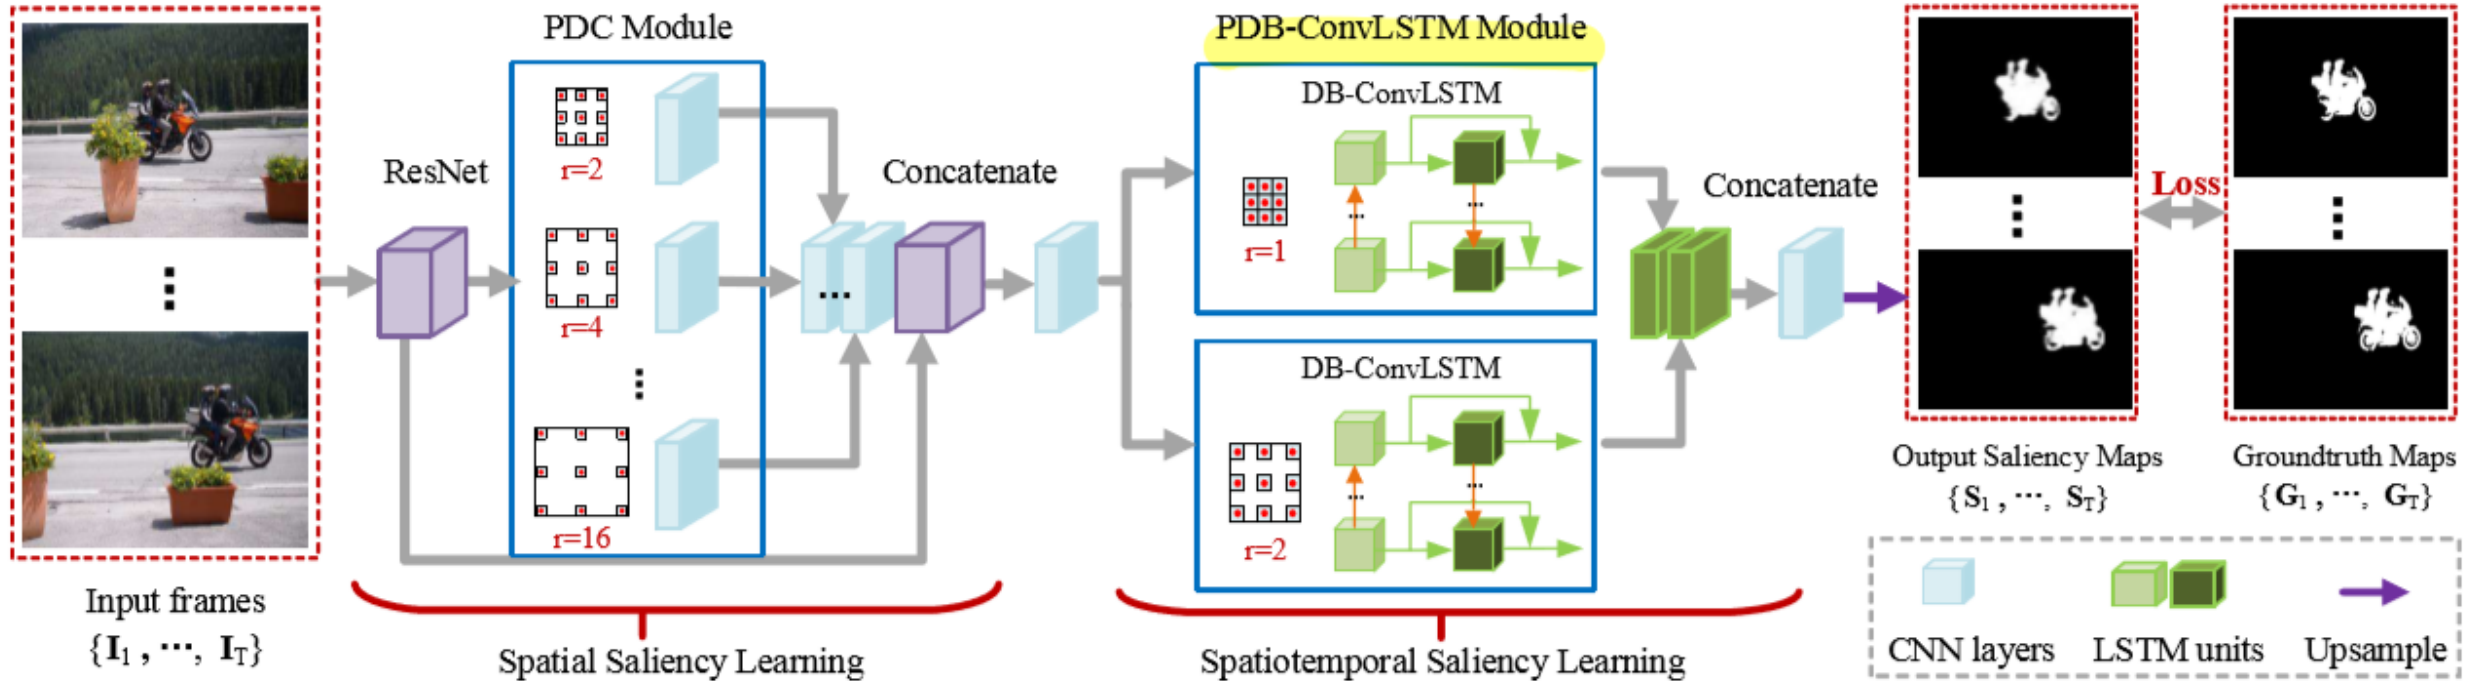 PDC Module
PDB-ConvLSTM Module
r=2
r=4
r=16
ResNet
Concatenate
DB-ConvLSTM
r=1
DB-ConvLSTM
r=2
Concatenate
Loss
Input frames
{I1 , ···, IT}
Spatial Saliency Learning
Spatiotemporal Saliency Learning
Output Saliency Maps
{S1 , ···, ST}
Groundtruth Maps
{G1 , ···, GT}
CNN layers
LSTM units
Upsample